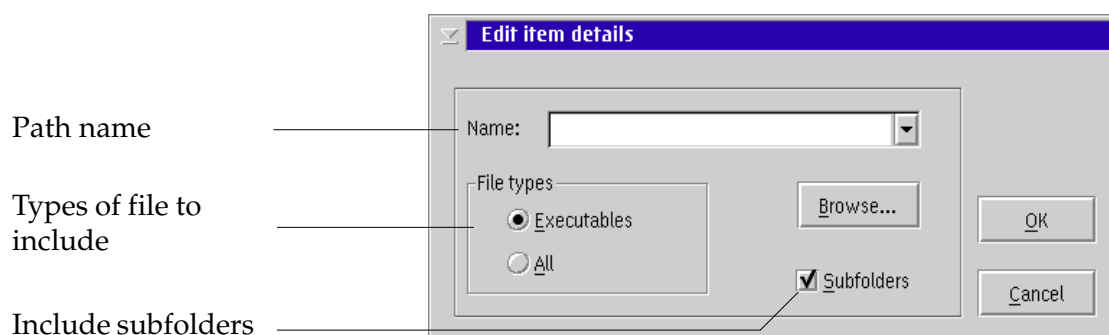 Edit item details
Path name
Name:
Types of file to
include
File types
Executables
All
Browse...
Subfolders
OK
Cancel
Include subfolders